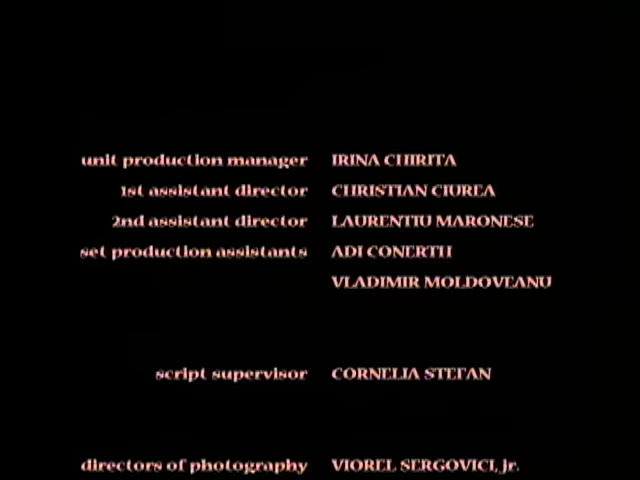 unit production manager IRINA CHIRITA
1st assistant director CHRISTIAN CIUREA
2nd assistant director LAURENTIU MARONESE
set production assistants ADI CONERTH
VLADIMIR MOLDOVEANU
script supervisor CORNELIA STEFAN
directors of photography VIOREL SERGOVICI, jr.